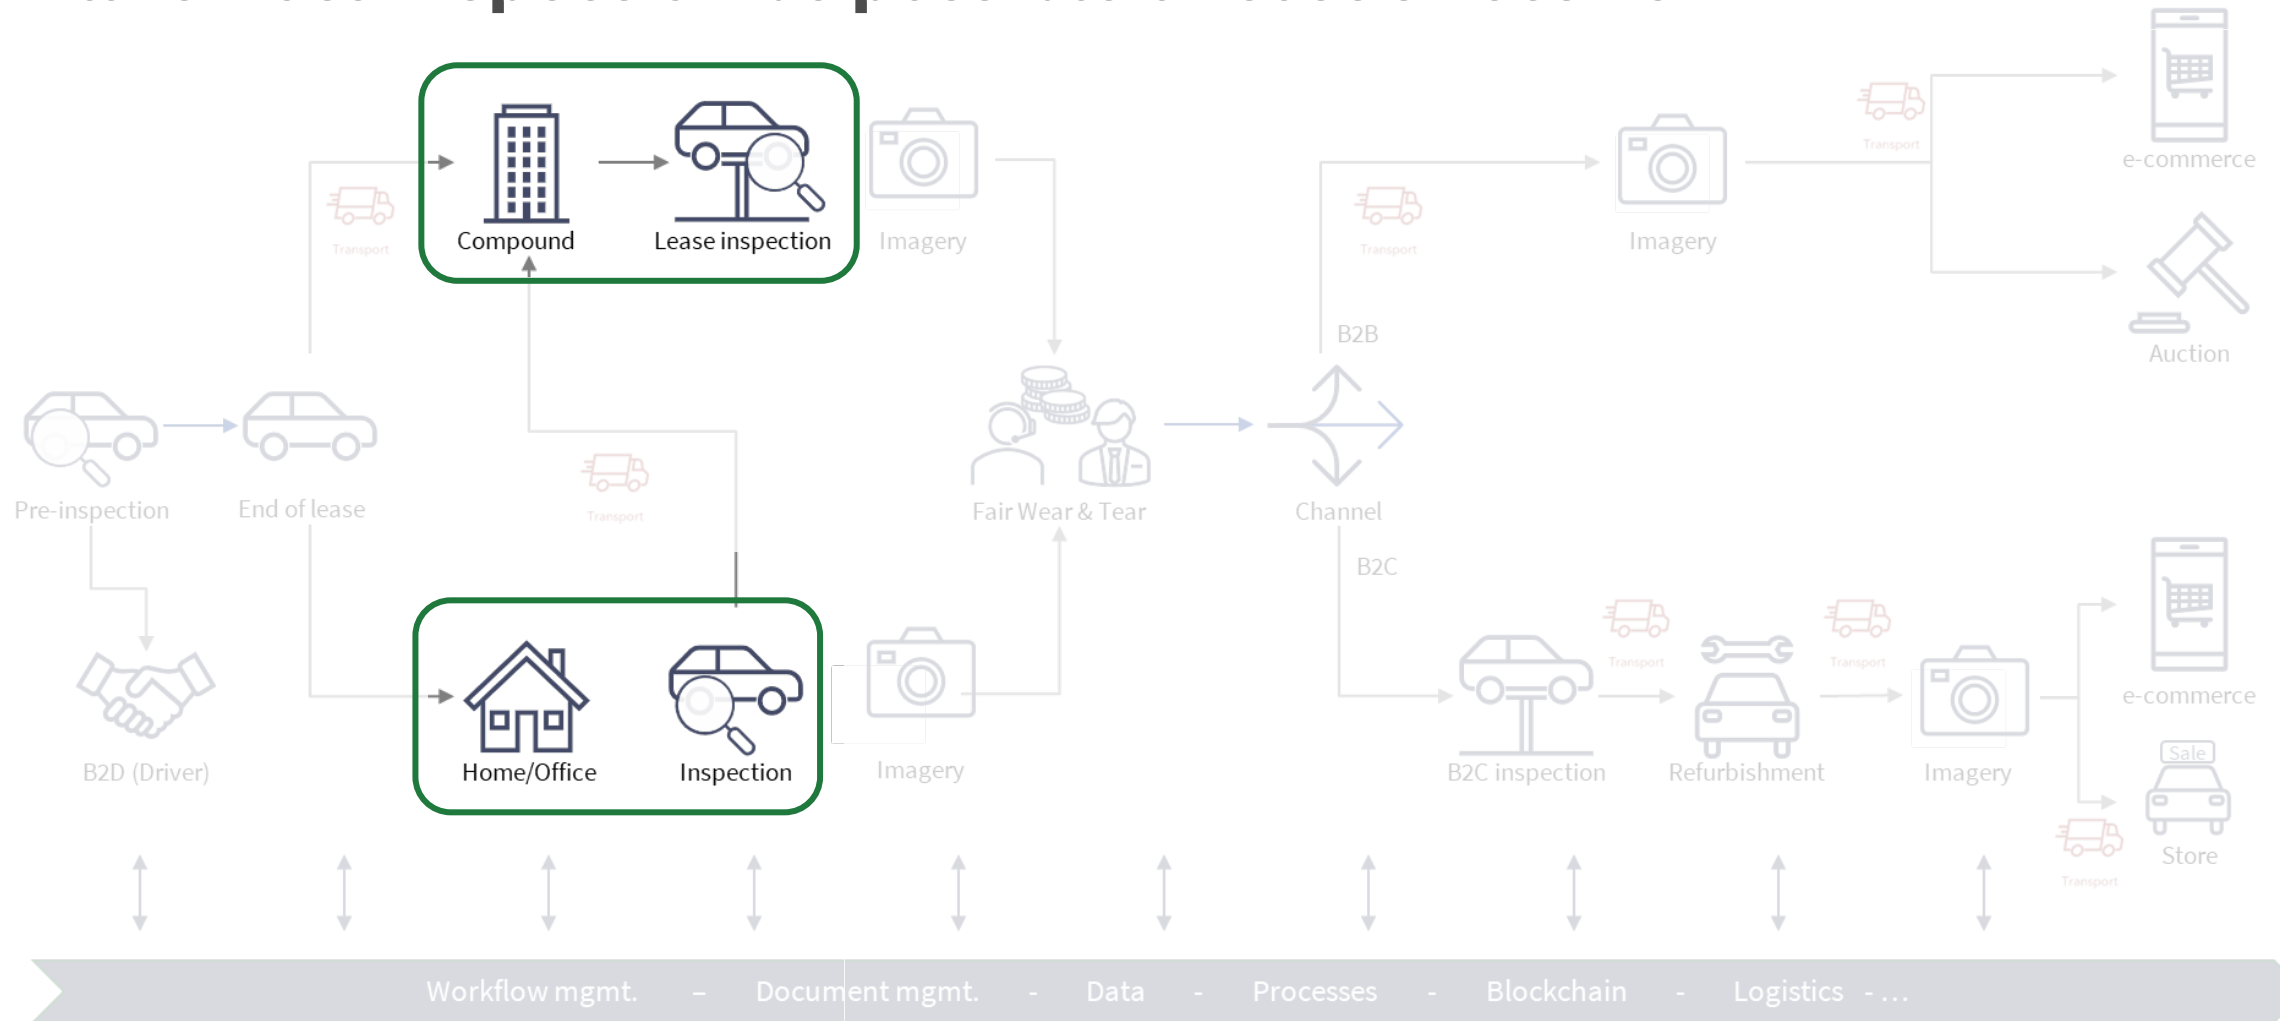 e-commerce
Transport
Compound
Lease inspection
Imagery
Transport
Transport
Imagery
B2B
Auction
Pre-inspection
End of lease
Transport
Fair Wear & Tear
Channel
B2C
Transport
Transport
e-commerce
Sale
B2D (Driver)
Home/Office
Inspection
Imagery
B2C inspection
Refurbishment
Imagery
Store
Transport
Workflow mgmt. – Document mgmt. - Data - Processes - Blockchain - Logistics - ...